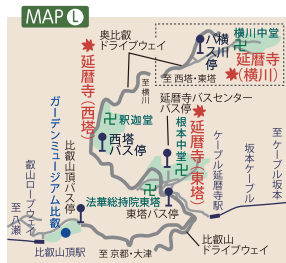 MAP L
奥比叡
ドライブウェイ
横川
バス停
横川中堂
延暦寺
(横川)
至 西塔・東塔
至 横川
延暦寺(西塔)
釈迦堂
西塔
バス停
延暦寺バスセンター
バス停
根本中堂
延暦寺(東塔)
ガーデンミュージアム比叡
比叡山頂バス停
法華総持院東塔
東塔バス停
ケーブル延暦寺駅
坂本ケーブル
至 ケーブル坂本
叡山ロープウェイ
至 八瀬
比叡山頂駅
至 京都・大津
比叡山
ドライブウェイ